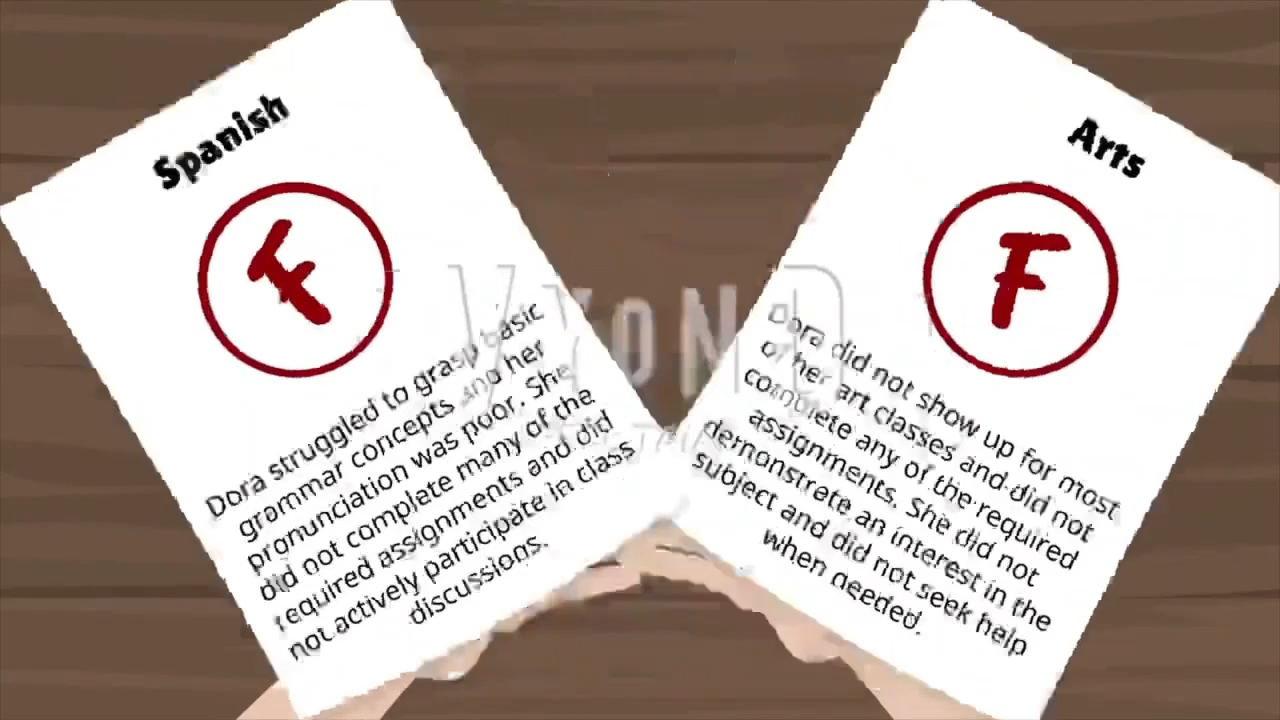 Spanish
F
Dora struggled to grasp basic
grammar concepts and her
pronunciation was poor. She
did not complete many of the
required assignments and did
not actively participate in class
discussions.
Arts
F
Dora did not show up for most
of her art classes and did not
complete any of the required
assignments. She did not
demonstrate an interest in the
subject and did not seek help
when needed.
VYOND